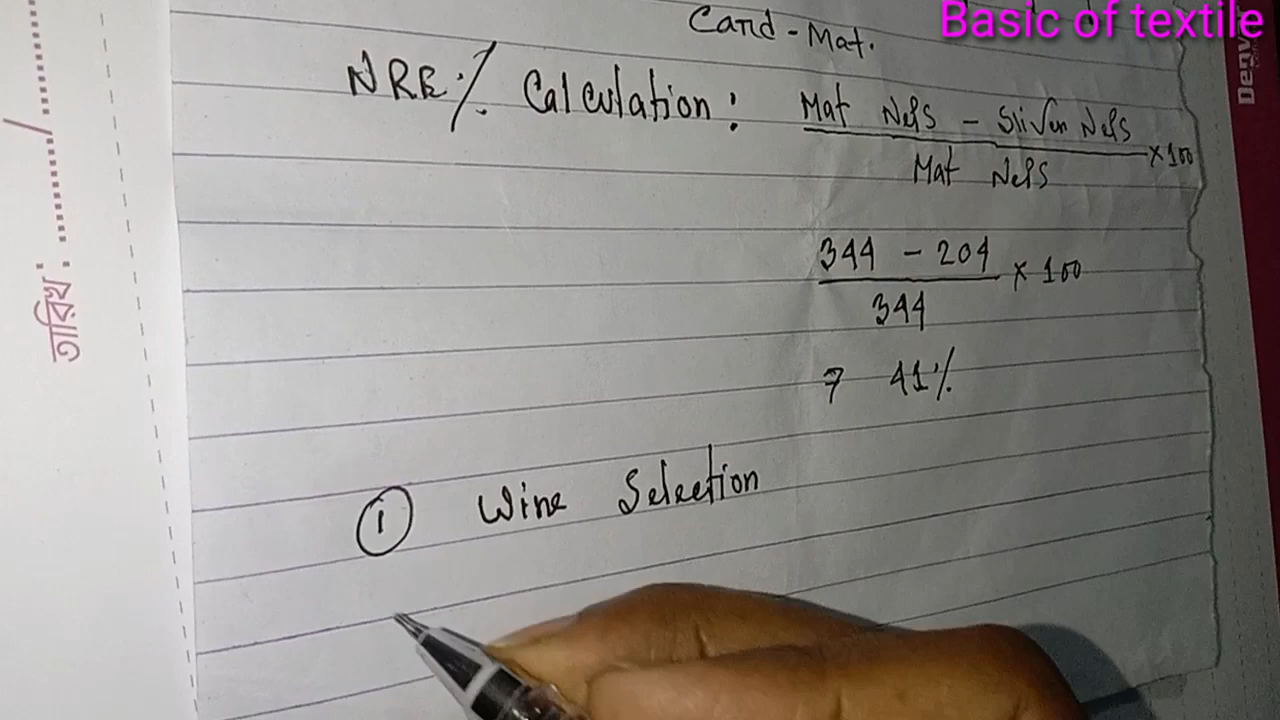 Basic of textile
Card - Mat.
NRE % Calculation : Mat Neps - Sliver Neps
Mat Neps
× 100
344 - 204
344
× 100
7 41%
① Wire Selection
তারিখ : ............/............
Denv